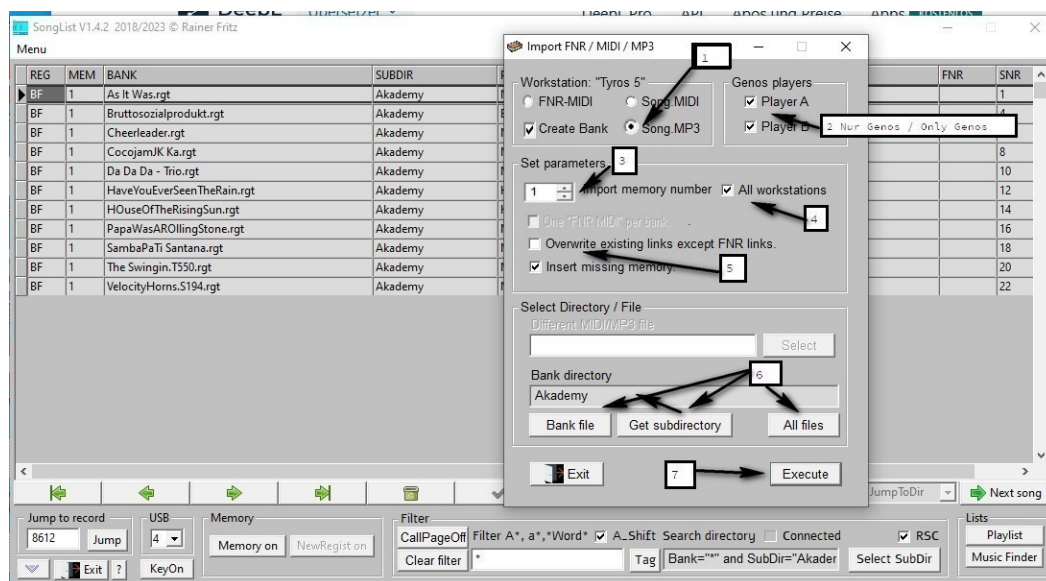 DeepL Übersetzer DeepL Pro API Abos und Preise Apps KOSTENLOS
SongList V1.4.2 2018/2023 © Rainer Fritz
Menu
REG MEM BANK SUBDIR FNR SNR
BF 1 As It Was.rgt Akademy 1
BF 1 Bruttosozialprodukt.rgt Akademy 4
BF 1 Cheerleader.rgt Akademy
BF 1 CocojamJK Ka.rgt Akademy 8
BF 1 Da Da Da - Trio.rgt Akademy 10
BF 1 HaveYouEverSeenTheRain.rgt Akademy 12
BF 1 HOuseOfTheRisingSun.rgt Akademy 14
BF 1 PapaWasAROllingStone.rgt Akademy 16
BF 1 SambaPaTi Santana.rgt Akademy 18
BF 1 The Swingin.T550.rgt Akademy 20
BF 1 VelocityHorns.S194.rgt Akademy 22
Import FNR / MIDI / MP3
1
Workstation: "Tyros 5"
FNR-MIDI Song.MIDI
Create Bank Song.MP3
Genos players
Player A
Player B
2 Nur Genos / Only Genos
Set parameters
3
1 Import memory number All workstations
4
One "FNR MIDI" per bank.
Overwrite existing links except FNR links.
5
Insert missing memory.
Select Directory / File
Different MIDI/MP3 file
Select
Bank directory
6
Akademy
Bank file Get subdirectory All files
Exit 7 Execute
JumpToDir Next song
Jump to record USB Memory Filter Lists
8612 Jump 4 Memory on NewRegist on CallPageOff Filter A*, a*,*Word* A_Shift Search directory Connected RSC Playlist
Exit ? KeyOn Clear filter * Tag Bank="*" and SubDir="Akader Select SubDir Music Finder